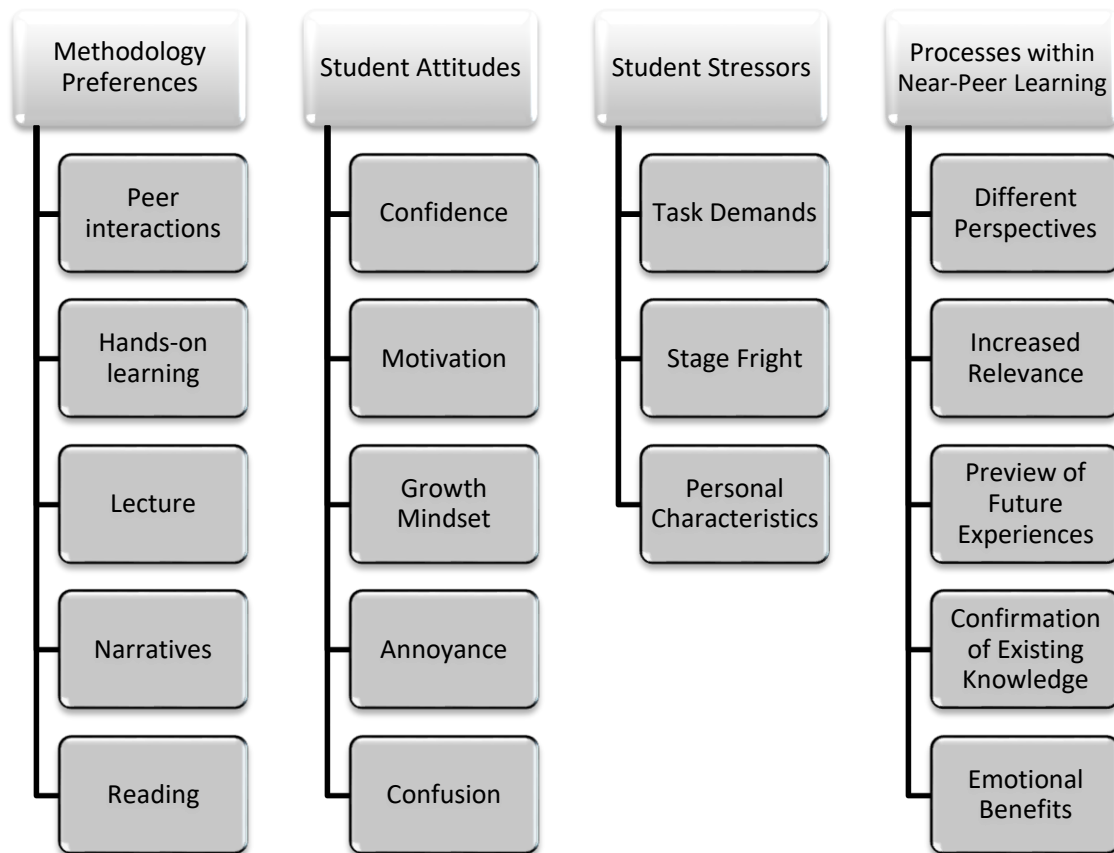 Methodology
Preferences
Peer
interactions
Hands-on
learning
Lecture
Narratives
Reading
Student Attitudes
Confidence
Motivation
Growth
Mindset
Annoyance
Confusion
Student Stressors
Task Demands
Stage Fright
Personal
Characteristics
Processes within
Near-Peer Learning
Different
Perspectives
Increased
Relevance
Preview of
Future
Experiences
Confirmation
of Existing
Knowledge
Emotional
Benefits